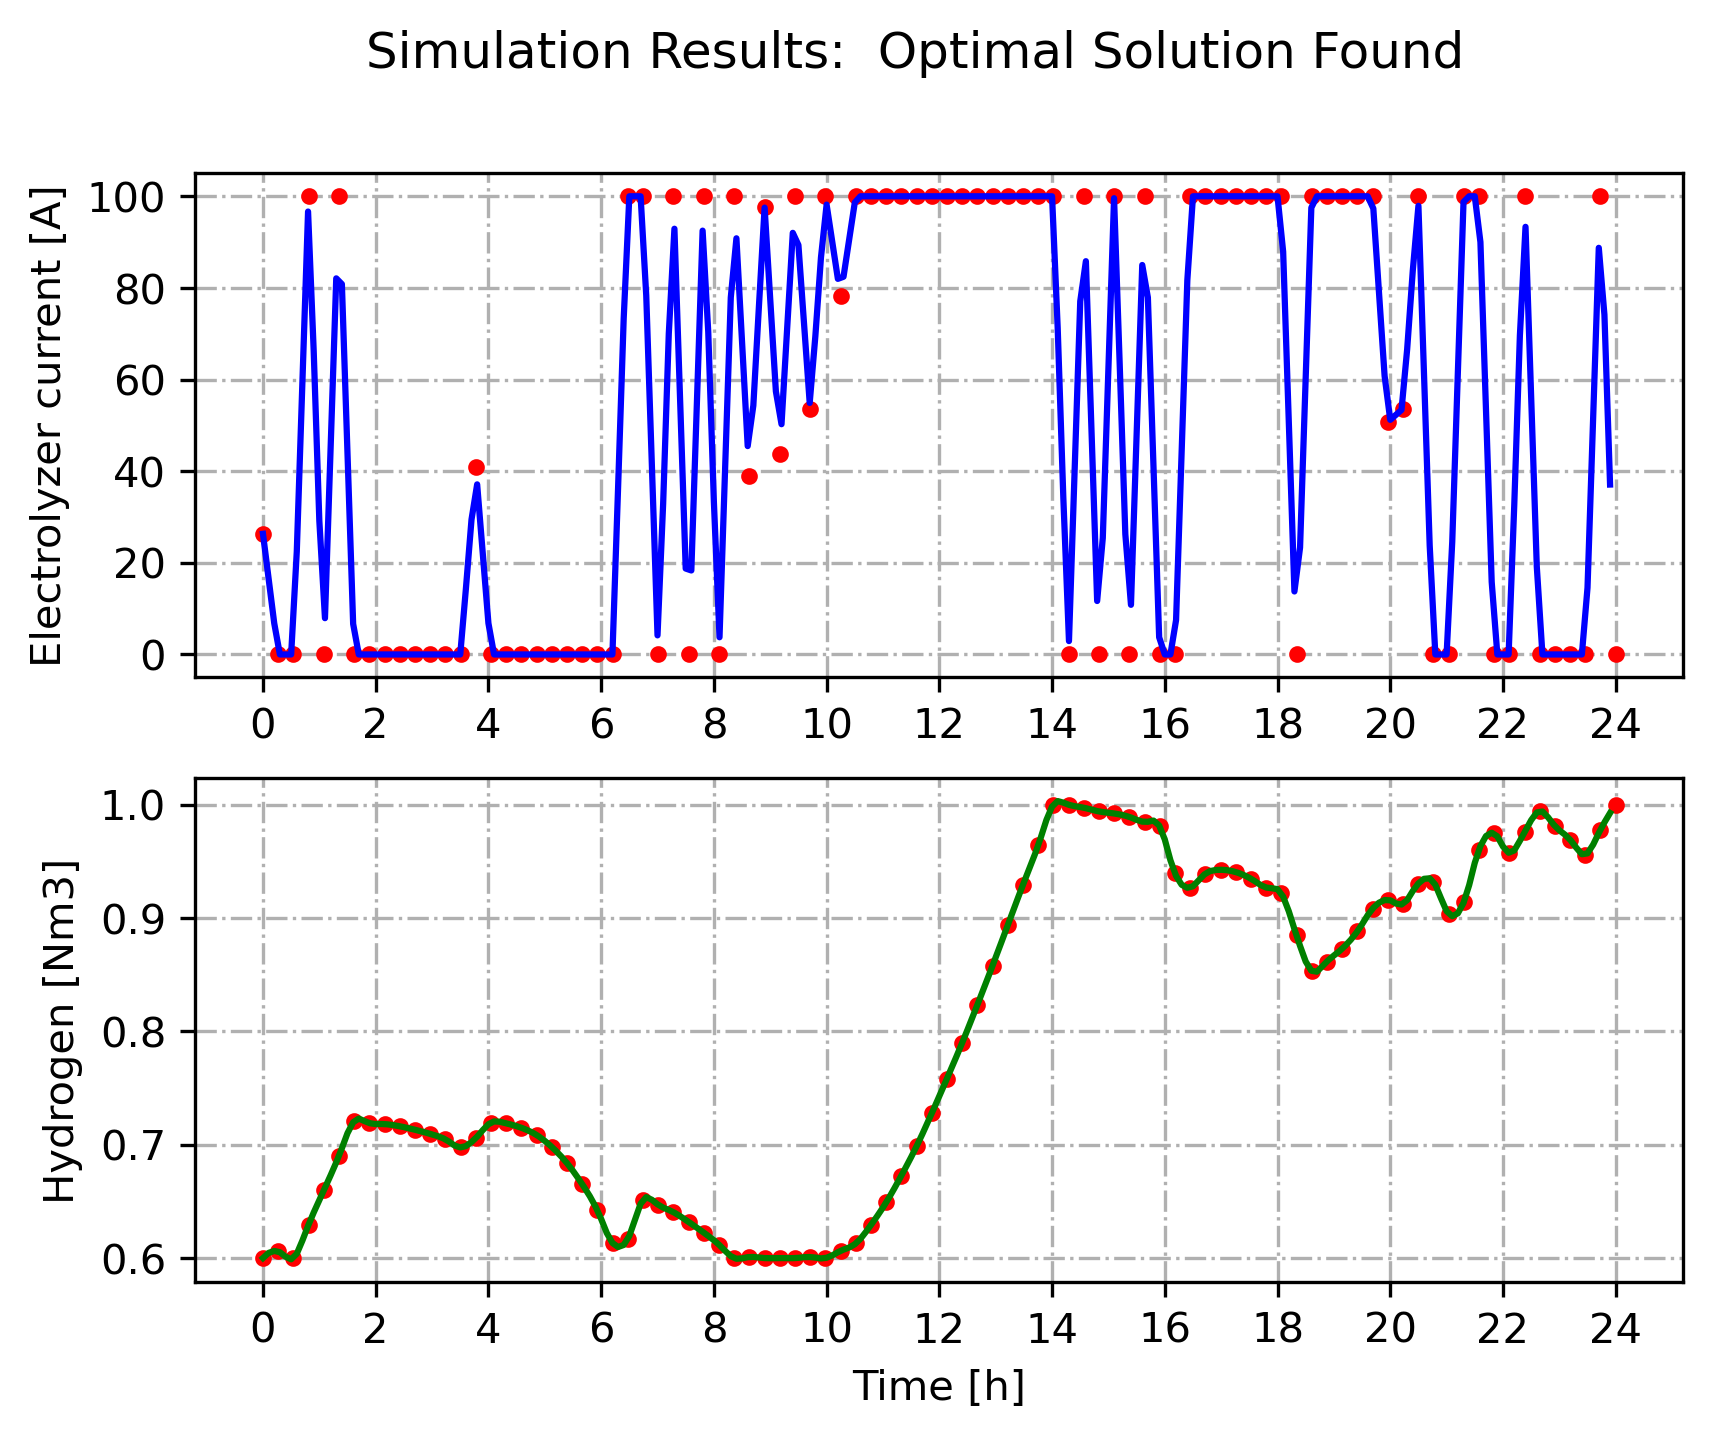 Simulation Results:  Optimal Solution Found
Electrolyzer current [A]
100
80
60
40
20
0
0 2 4 6 8 10 12 14 16 18 20 22 24
Hydrogen [Nm3]
1.0
0.9
0.8
0.7
0.6
0 2 4 6 8 10 12 14 16 18 20 22 24
Time [h]